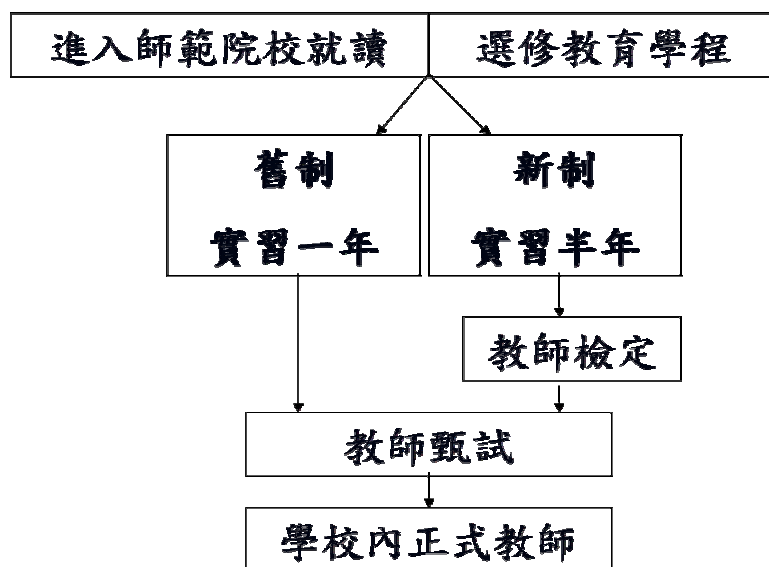 進入師範院校就讀
選修教育學程
舊制
實習一年
新制
實習半年
教師檢定
教師甄試
學校內正式教師